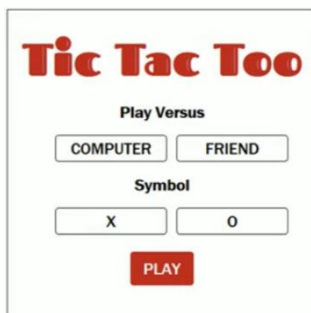 Tic Tac Too
Play Versus
COMPUTER FRIEND
Symbol
X O
PLAY